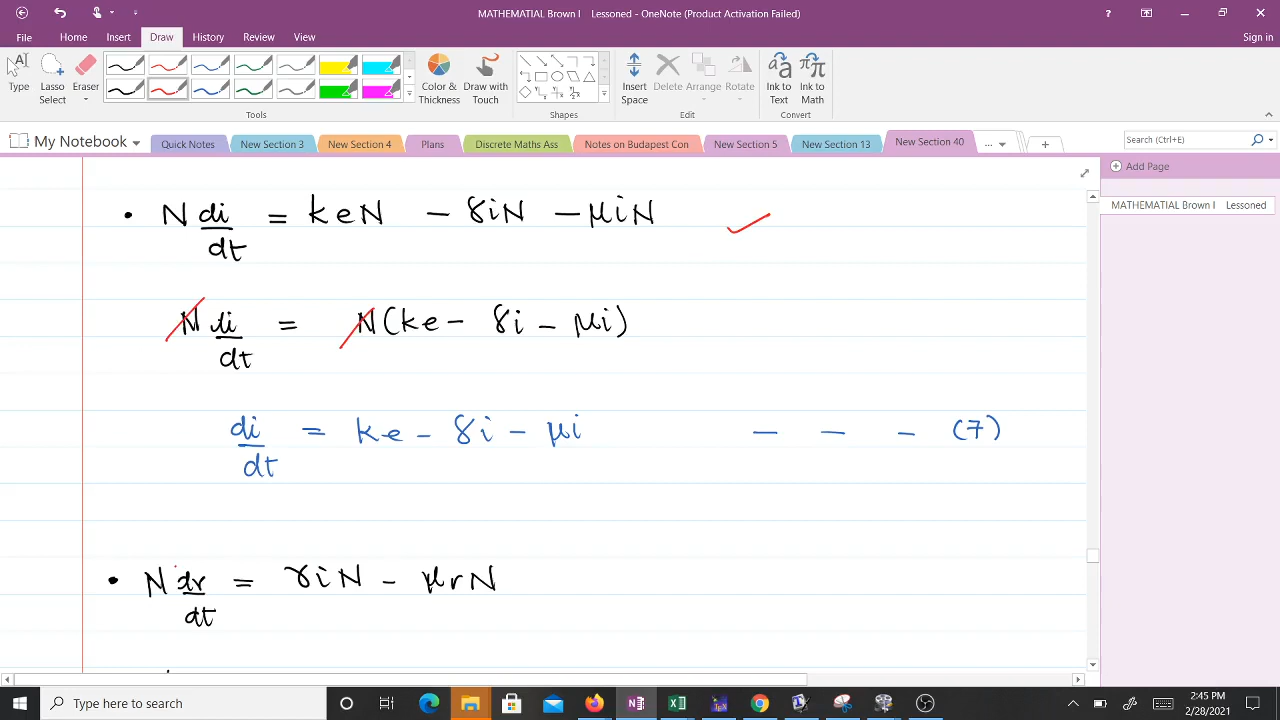 MATHEMATIAL Brown I Lessoned - OneNote (Product Activation Failed)
File Home Insert Draw History Review View
Sign in
Type
Lasso Select
Eraser
Color & Thickness
Draw with Touch
Insert Space
Delete
Arrange
Rotate
Ink to Text
Ink to Math
Tools
Shapes
Edit
Convert
My Notebook
Quick Notes
New Section 3
New Section 4
Plans
Discrete Maths Ass
Notes on Budapest Con
New Section 5
New Section 13
New Section 40
...
Search (Ctrl+E)
Add Page
MATHEMATIAL Brown I Lessoned
• N di/dt = keN - γiN - μiN ✓
N di/dt = N(ke - γi - μi)
di/dt = ke - γi - μi - - - (7)
• N dr/dt = γiN - μrN
Type here to search
2:45 PM
2/28/2021